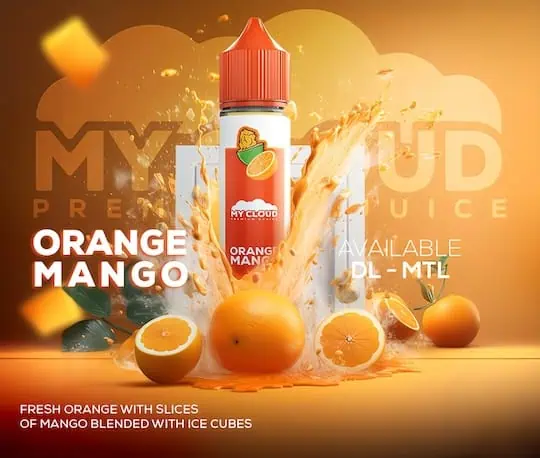 MY CLOUD
PREMIUM JUICE
MY CLOUD
ORANGE
MANGO
ORANGE
MANGO
AVAILABLE
DL - MTL
FRESH ORANGE WITH SLICES
OF MANGO BLENDED WITH ICE CUBES